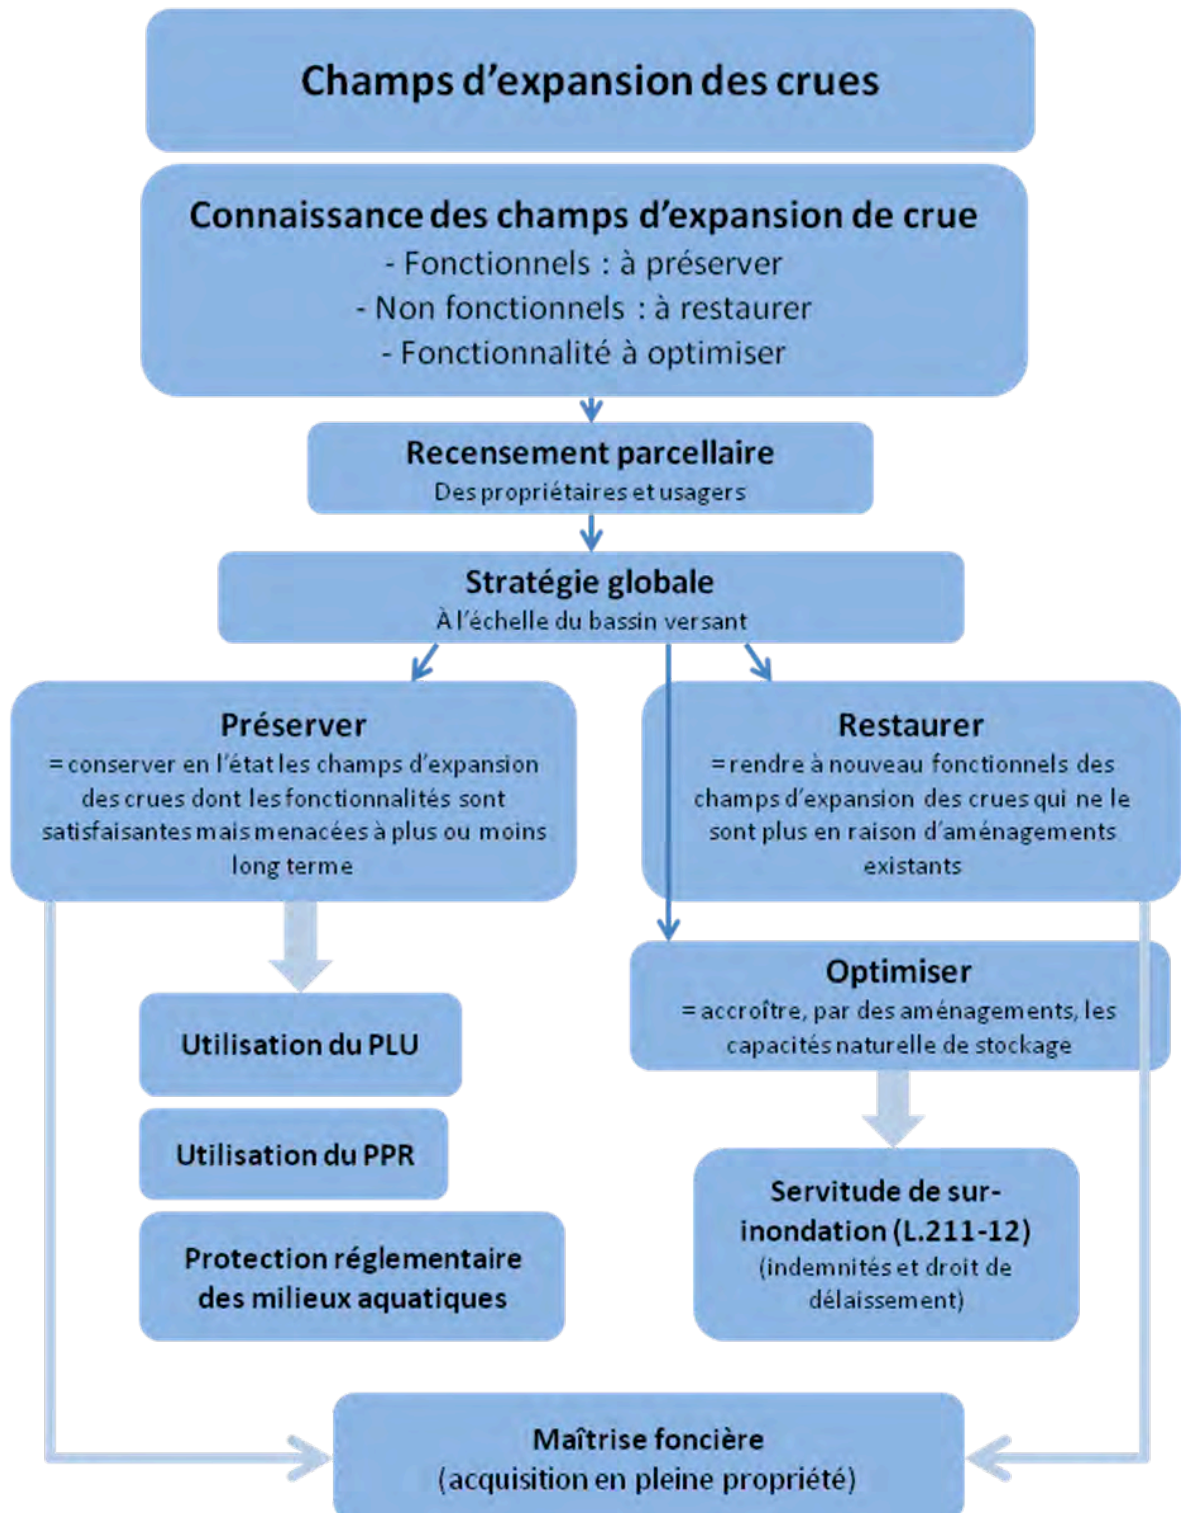 Champs d'expansion des crues
Connaissance des champs d'expansion de crue
- Fonctionnels : à préserver
- Non fonctionnels : à restaurer
- Fonctionnalité à optimiser
Recensement parcellaire
Des propriétaires et usagers
Stratégie globale
À l'échelle du bassin versant
Préserver
= conserver en l'état les champs d'expansion
des crues dont les fonctionnalités sont
satisfaisantes mais menacées à plus ou moins
long terme
Restaurer
= rendre à nouveau fonctionnels des
champs d'expansion des crues qui ne le
sont plus en raison d'aménagements
existants
Optimiser
= accroître, par des aménagements, les
capacités naturelle de stockage
Utilisation du PLU
Utilisation du PPR
Protection réglementaire
des milieux aquatiques
Servitude de sur-
inondation (L.211-12)
(indemnités et droit de
délaissement)
Maîtrise foncière
(acquisition en pleine propriété)